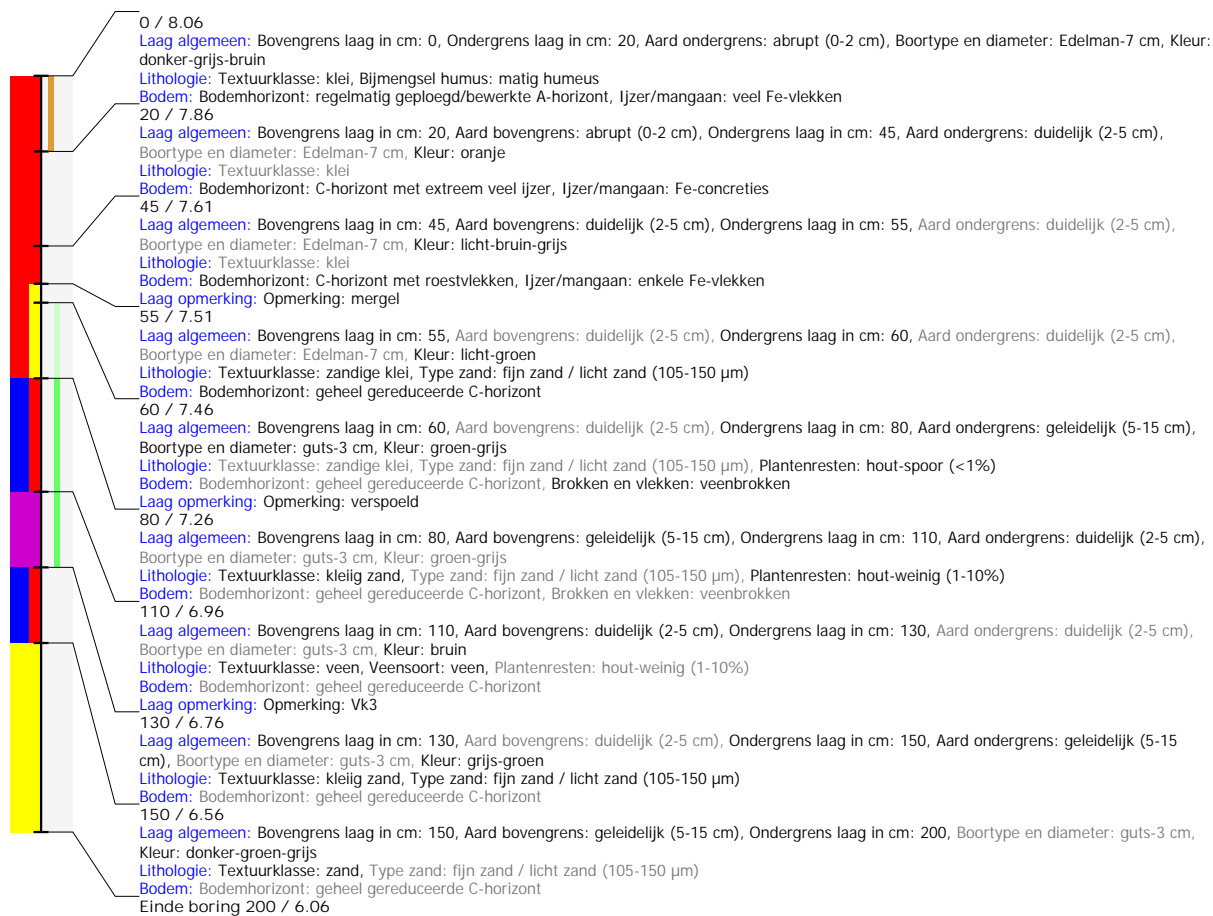 0 / 8.06
Laag algemeen: Bovengrens laag in cm: 0, Ondergrens laag in cm: 20, Aard ondergrens: abrupt (0-2 cm), Boortype en diameter: Edelman-7 cm, Kleur:
donker-grijs-bruin
Lithologie: Textuurklasse: klei, Bijmengsel humus: matig humeus
Bodem: Bodemhorizont: regelmatig geploegd/bewerkte A-horizont, Ijzer/mangaan: veel Fe-vlekken
20 / 7.86
Laag algemeen: Bovengrens laag in cm: 20, Aard bovengrens: abrupt (0-2 cm), Ondergrens laag in cm: 45, Aard ondergrens: duidelijk (2-5 cm),
Boortype en diameter: Edelman-7 cm, Kleur: oranje
Lithologie: Textuurklasse: klei
Bodem: Bodemhorizont: C-horizont met extreem veel ijzer, Ijzer/mangaan: Fe-concreties
45 / 7.61
Laag algemeen: Bovengrens laag in cm: 45, Aard bovengrens: duidelijk (2-5 cm), Ondergrens laag in cm: 55, Aard ondergrens: duidelijk (2-5 cm),
Boortype en diameter: Edelman-7 cm, Kleur: licht-bruin-grijs
Lithologie: Textuurklasse: klei
Bodem: Bodemhorizont: C-horizont met roestvlekken, Ijzer/mangaan: enkele Fe-vlekken
Laag opmerking: Opmerking: mergel
55 / 7.51
Laag algemeen: Bovengrens laag in cm: 55, Aard bovengrens: duidelijk (2-5 cm), Ondergrens laag in cm: 60, Aard ondergrens: duidelijk (2-5 cm),
Boortype en diameter: Edelman-7 cm, Kleur: licht-groen
Lithologie: Textuurklasse: zandige klei, Type zand: fijn zand / licht zand (105-150 µm)
Bodem: Bodemhorizont: geheel gereduceerde C-horizont
60 / 7.46
Laag algemeen: Bovengrens laag in cm: 60, Aard bovengrens: duidelijk (2-5 cm), Ondergrens laag in cm: 80, Aard ondergrens: geleidelijk (5-15 cm),
Boortype en diameter: guts-3 cm, Kleur: groen-grijs
Lithologie: Textuurklasse: zandige klei, Type zand: fijn zand / licht zand (105-150 µm), Plantenresten: hout-spoor (<1%)
Bodem: Bodemhorizont: geheel gereduceerde C-horizont, Brokken en vlekken: veenbrokken
Laag opmerking: Opmerking: verspoeld
80 / 7.26
Laag algemeen: Bovengrens laag in cm: 80, Aard bovengrens: geleidelijk (5-15 cm), Ondergrens laag in cm: 110, Aard ondergrens: duidelijk (2-5 cm),
Boortype en diameter: guts-3 cm, Kleur: groen-grijs
Lithologie: Textuurklasse: kleiig zand, Type zand: fijn zand / licht zand (105-150 µm), Plantenresten: hout-weinig (1-10%)
Bodem: Bodemhorizont: geheel gereduceerde C-horizont, Brokken en vlekken: veenbrokken
110 / 6.96
Laag algemeen: Bovengrens laag in cm: 110, Aard bovengrens: duidelijk (2-5 cm), Ondergrens laag in cm: 130, Aard ondergrens: duidelijk (2-5 cm),
Boortype en diameter: guts-3 cm, Kleur: bruin
Lithologie: Textuurklasse: veen, Veensoort: veen, Plantenresten: hout-weinig (1-10%)
Bodem: Bodemhorizont: geheel gereduceerde C-horizont
Laag opmerking: Opmerking: Vk3
130 / 6.76
Laag algemeen: Bovengrens laag in cm: 130, Aard bovengrens: duidelijk (2-5 cm), Ondergrens laag in cm: 150, Aard ondergrens: geleidelijk (5-15
cm), Boortype en diameter: guts-3 cm, Kleur: grijs-groen
Lithologie: Textuurklasse: kleiig zand, Type zand: fijn zand / licht zand (105-150 µm)
Bodem: Bodemhorizont: geheel gereduceerde C-horizont
150 / 6.56
Laag algemeen: Bovengrens laag in cm: 150, Aard bovengrens: geleidelijk (5-15 cm), Ondergrens laag in cm: 200, Boortype en diameter: guts-3 cm,
Kleur: donker-groen-grijs
Lithologie: Textuurklasse: zand, Type zand: fijn zand / licht zand (105-150 µm)
Bodem: Bodemhorizont: geheel gereduceerde C-horizont
Einde boring 200 / 6.06